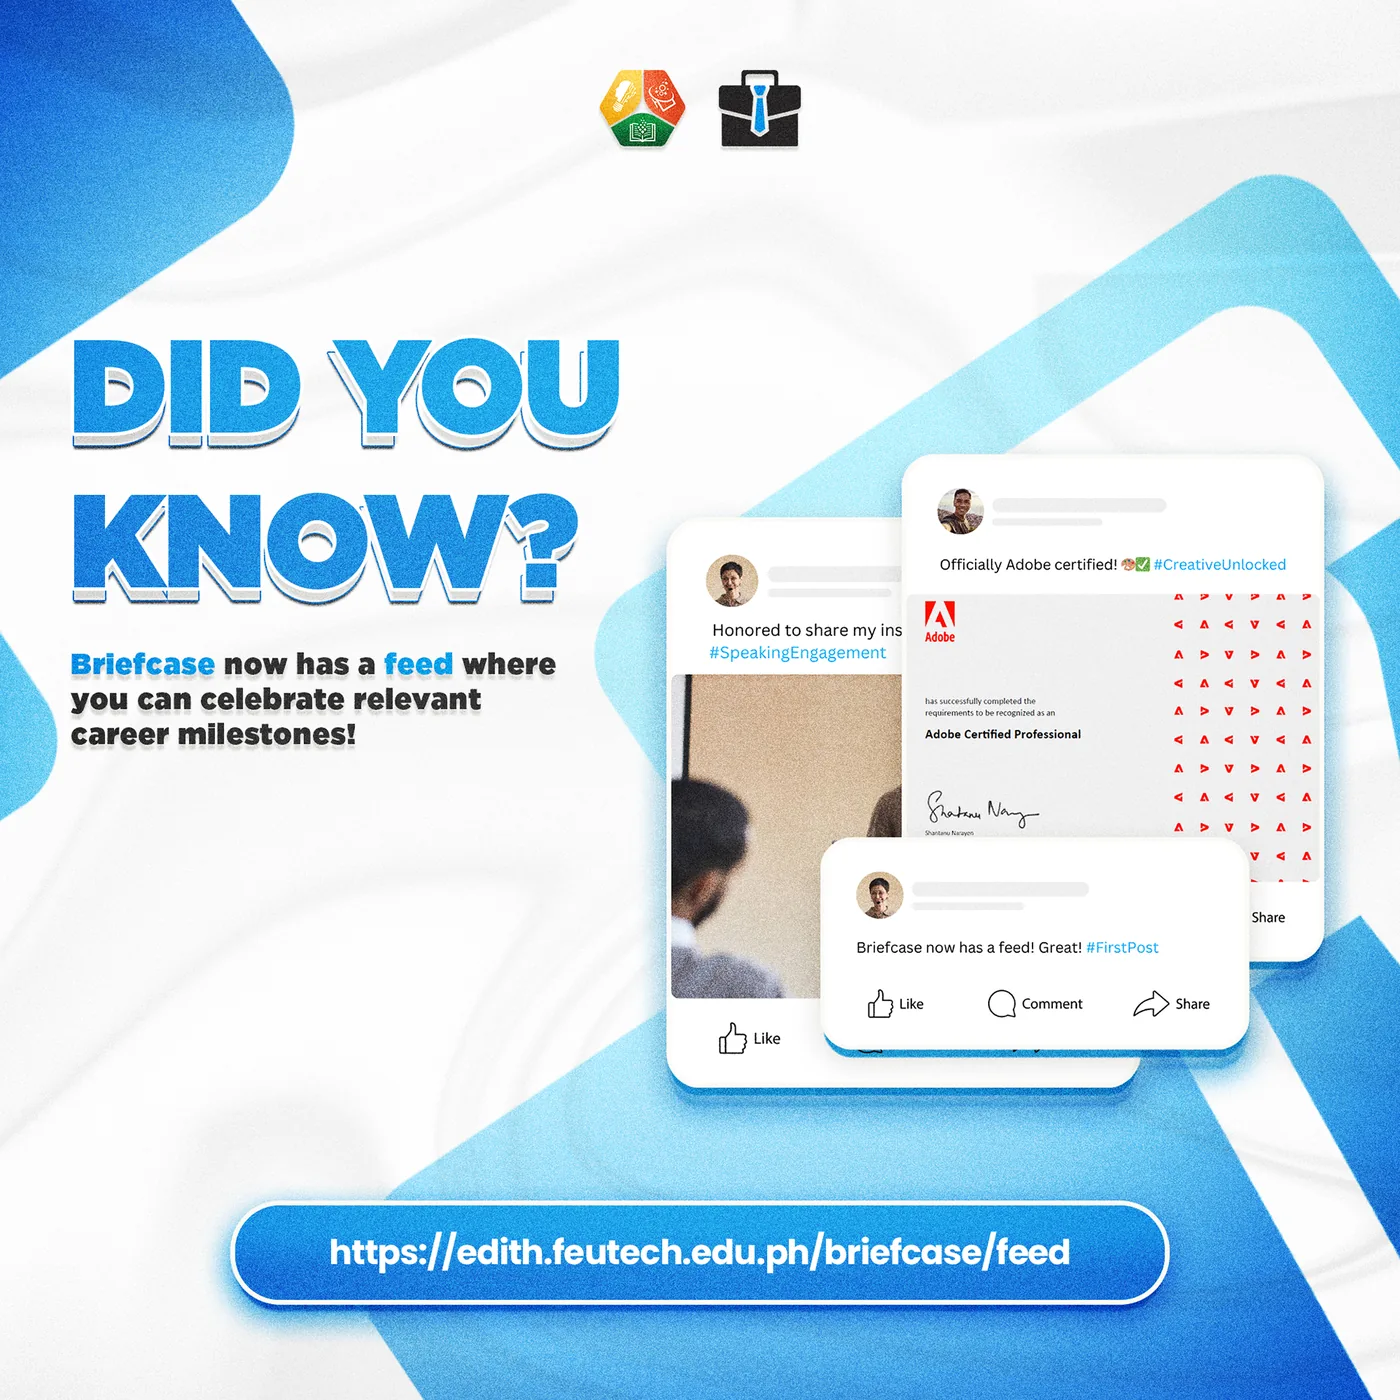 DID YOU
KNOW?
Briefcase now has a feed where
you can celebrate relevant
career milestones!
Honored to share my ins
#SpeakingEngagement
Like
Officially Adobe certified! 🎨✅ #CreativeUnlocked
Adobe
has successfully completed the
requirements to be recognized as an
Adobe Certified Professional
Shantanu Narayen
Share
Briefcase now has a feed! Great! #FirstPost
Like Comment Share
https://edith.feutech.edu.ph/briefcase/feed